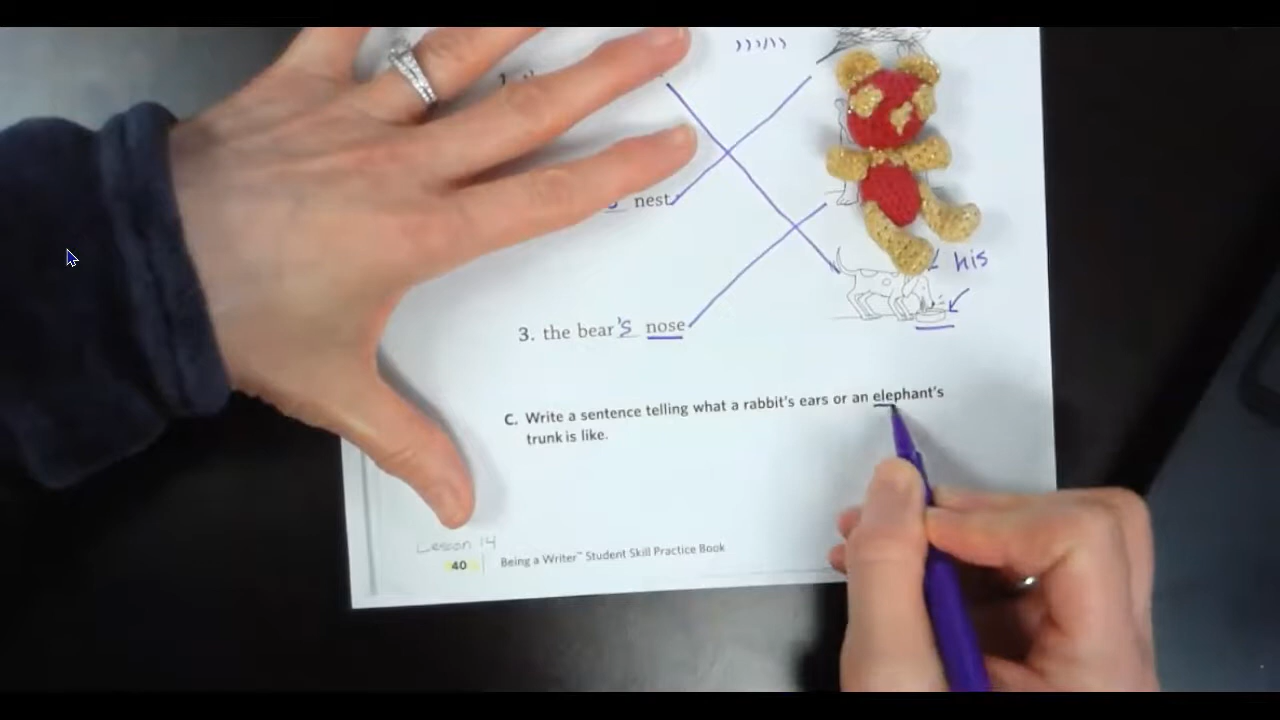 nest
his
3. the bear's nose
C. Write a sentence telling what a rabbit's ears or an elephant's
trunk is like.
Lesson 14
40 Being a Writer™ Student Skill Practice Book